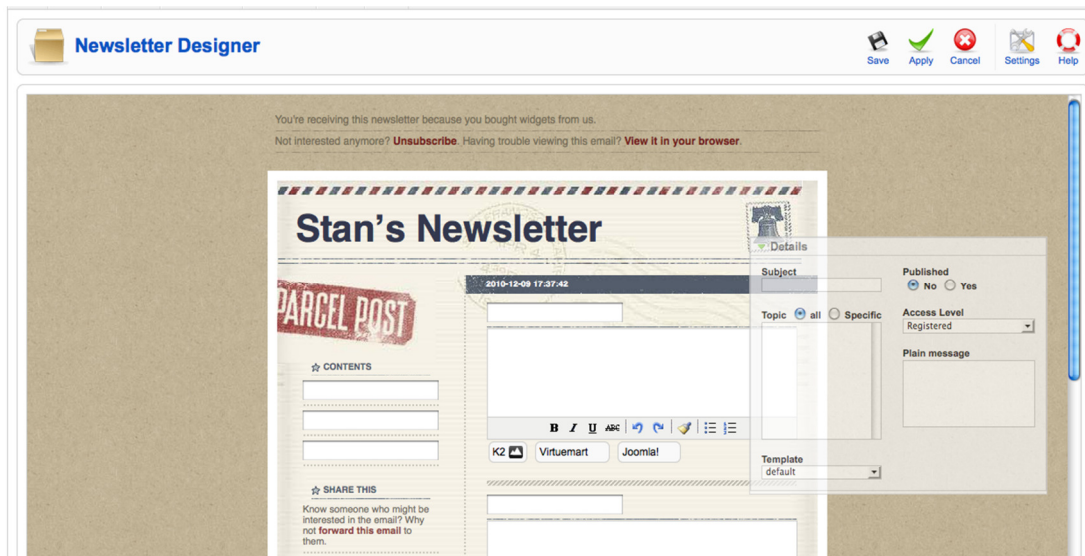 Newsletter Designer
Save
Apply
Cancel
Settings
Help
You're receiving this newsletter because you bought widgets from us.
Not interested anymore? Unsubscribe. Having trouble viewing this email? View it in your browser.
Stan's Newsletter
2010-12-09 17:37:42
PARCEL POST
CONTENTS
B I U ABC
K2
Virtuemart
Joomla!
SHARE THIS
Know someone who might be
interested in the email? Why
not forward this email to
them.
Details
Subject
Published
No Yes
Topic all Specific
Access Level
Registered
Plain message
Template
default